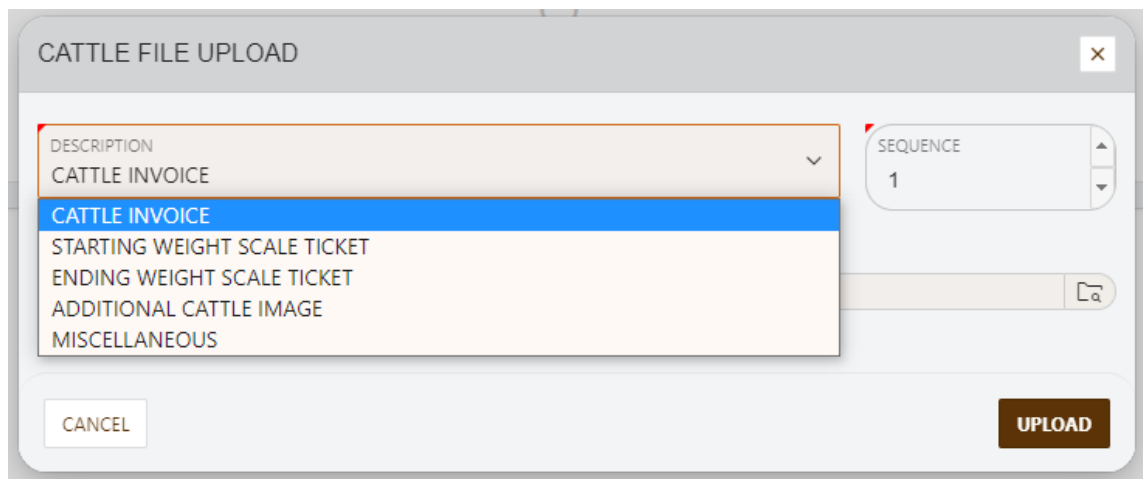 CATTLE FILE UPLOAD
DESCRIPTION
CATTLE INVOICE
SEQUENCE
1
CATTLE INVOICE
STARTING WEIGHT SCALE TICKET
ENDING WEIGHT SCALE TICKET
ADDITIONAL CATTLE IMAGE
MISCELLANEOUS
CANCEL
UPLOAD